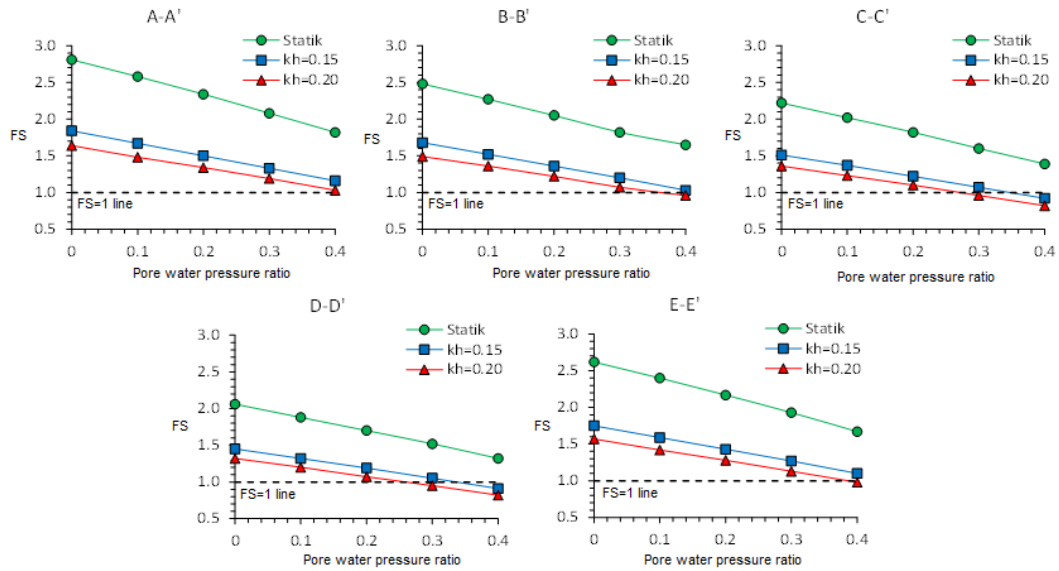 A-A'
Statik
kh=0.15
kh=0.20
3.0
2.5
2.0
1.5
1.0
0.5
FS
FS=1 line
0 0.1 0.2 0.3 0.4
Pore water pressure ratio
B-B'
Statik
kh=0.15
kh=0.20
3.0
2.5
2.0
1.5
1.0
0.5
FS
FS=1 line
0 0.1 0.2 0.3 0.4
Pore water pressure ratio
C-C'
Statik
kh=0.15
kh=0.20
3.0
2.5
2.0
1.5
1.0
0.5
FS
FS=1 line
0 0.1 0.2 0.3 0.4
Pore water pressure ratio
D-D'
Statik
kh=0.15
kh=0.20
3.0
2.5
2.0
1.5
1.0
0.5
FS
FS=1 line
0 0.1 0.2 0.3 0.4
Pore water pressure ratio
E-E'
Statik
kh=0.15
kh=0.20
3.0
2.5
2.0
1.5
1.0
0.5
FS
FS=1 line
0 0.1 0.2 0.3 0.4
Pore water pressure ratio